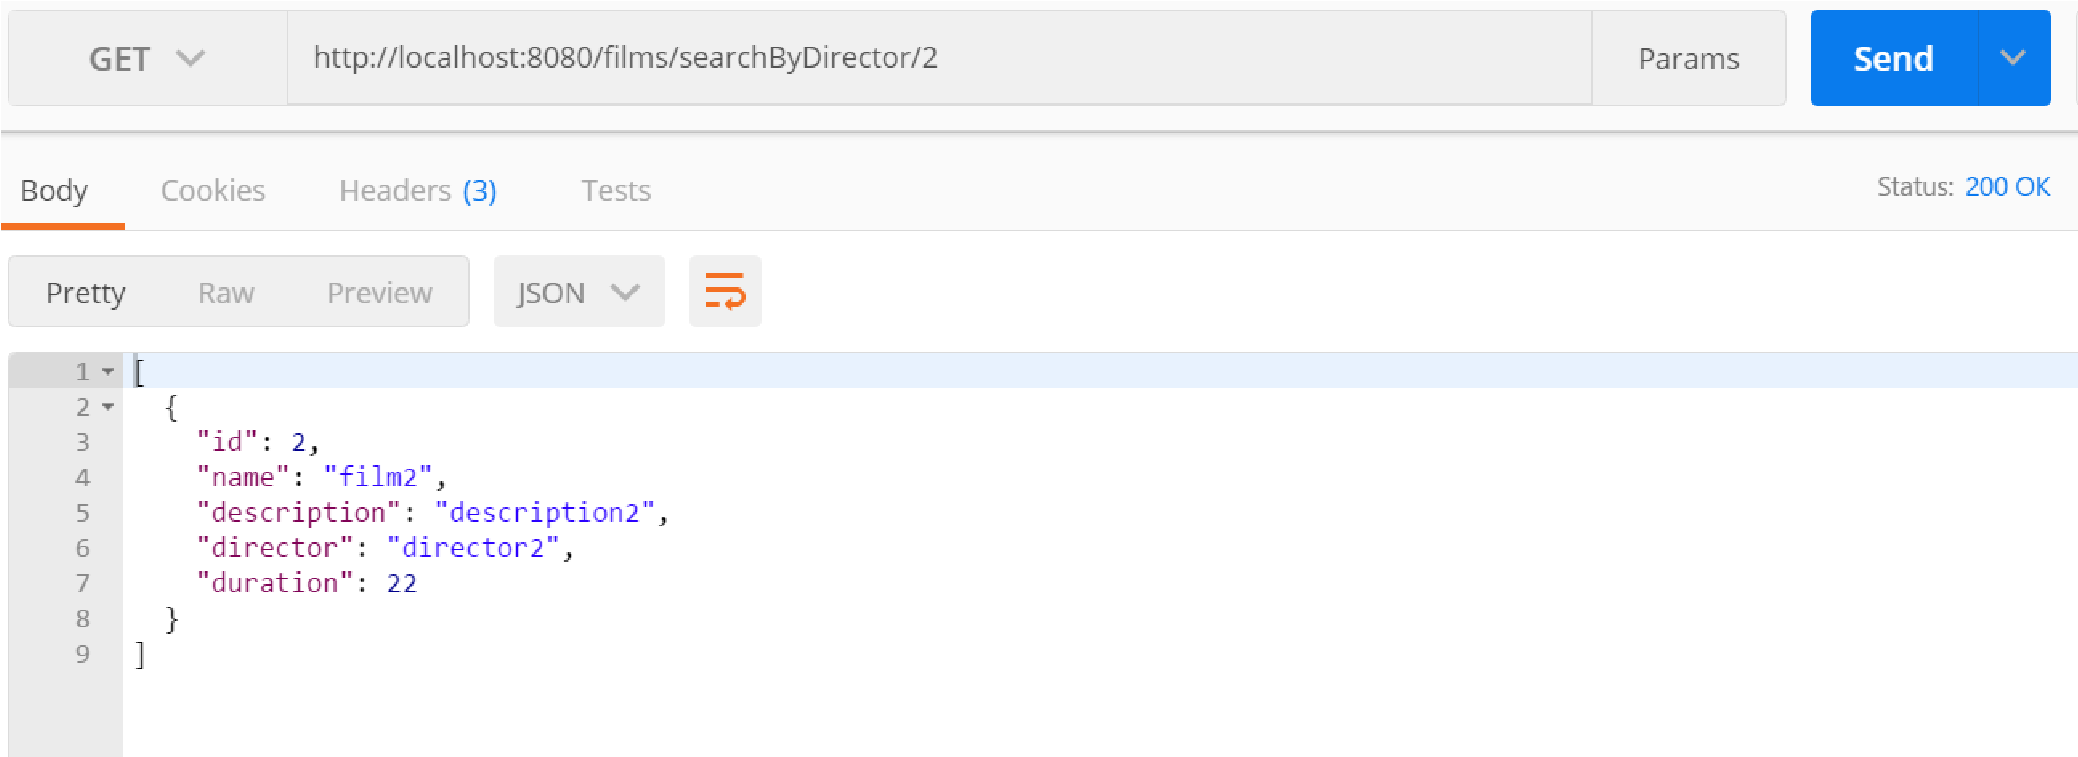 GET http://localhost:8080/films/searchByDirector/2 Params Send
Body Cookies Headers (3) Tests Status: 200 OK
Pretty Raw Preview JSON
1 [
2 {
3 "id": 2,
4 "name": "film2",
5 "description": "description2",
6 "director": "director2",
7 "duration": 22
8 }
9 ]